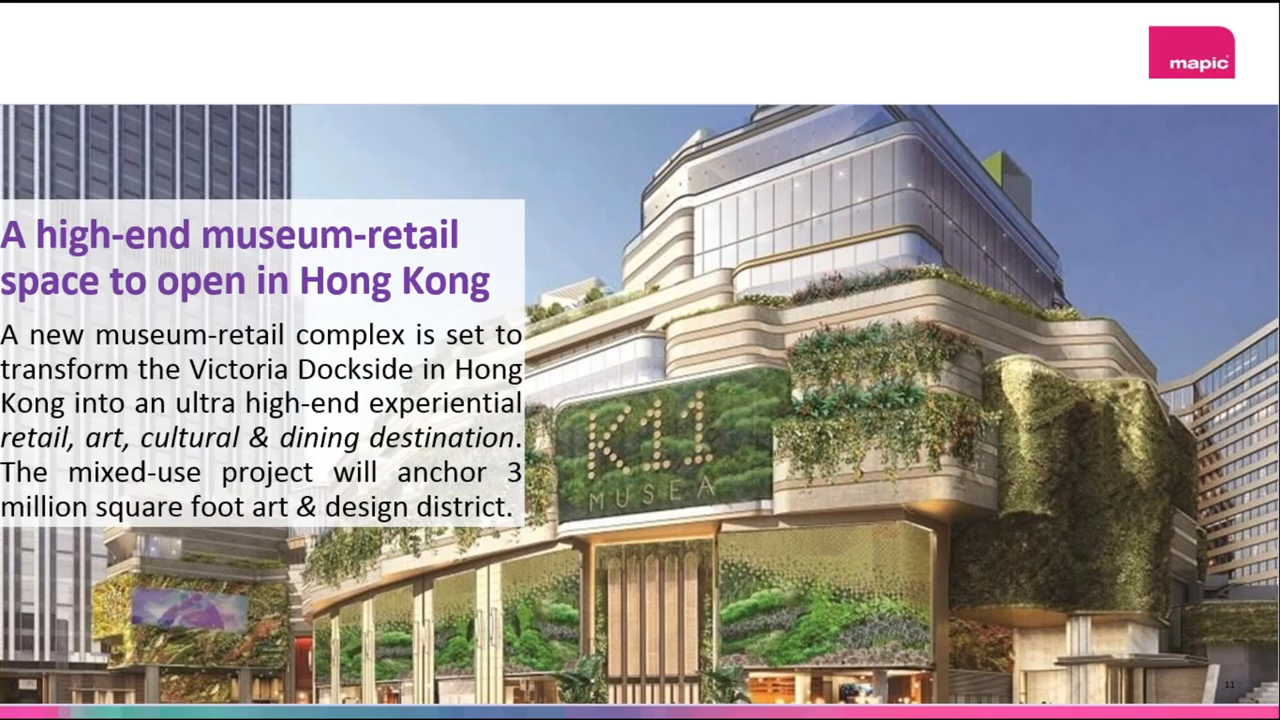 mapic
A high-end museum-retail
space to open in Hong Kong
A new museum-retail complex is set to
transform the Victoria Dockside in Hong
Kong into an ultra high-end experiential
retail, art, cultural & dining destination.
The mixed-use project will anchor 3
million square foot art & design district.
K11
MUSEA
11